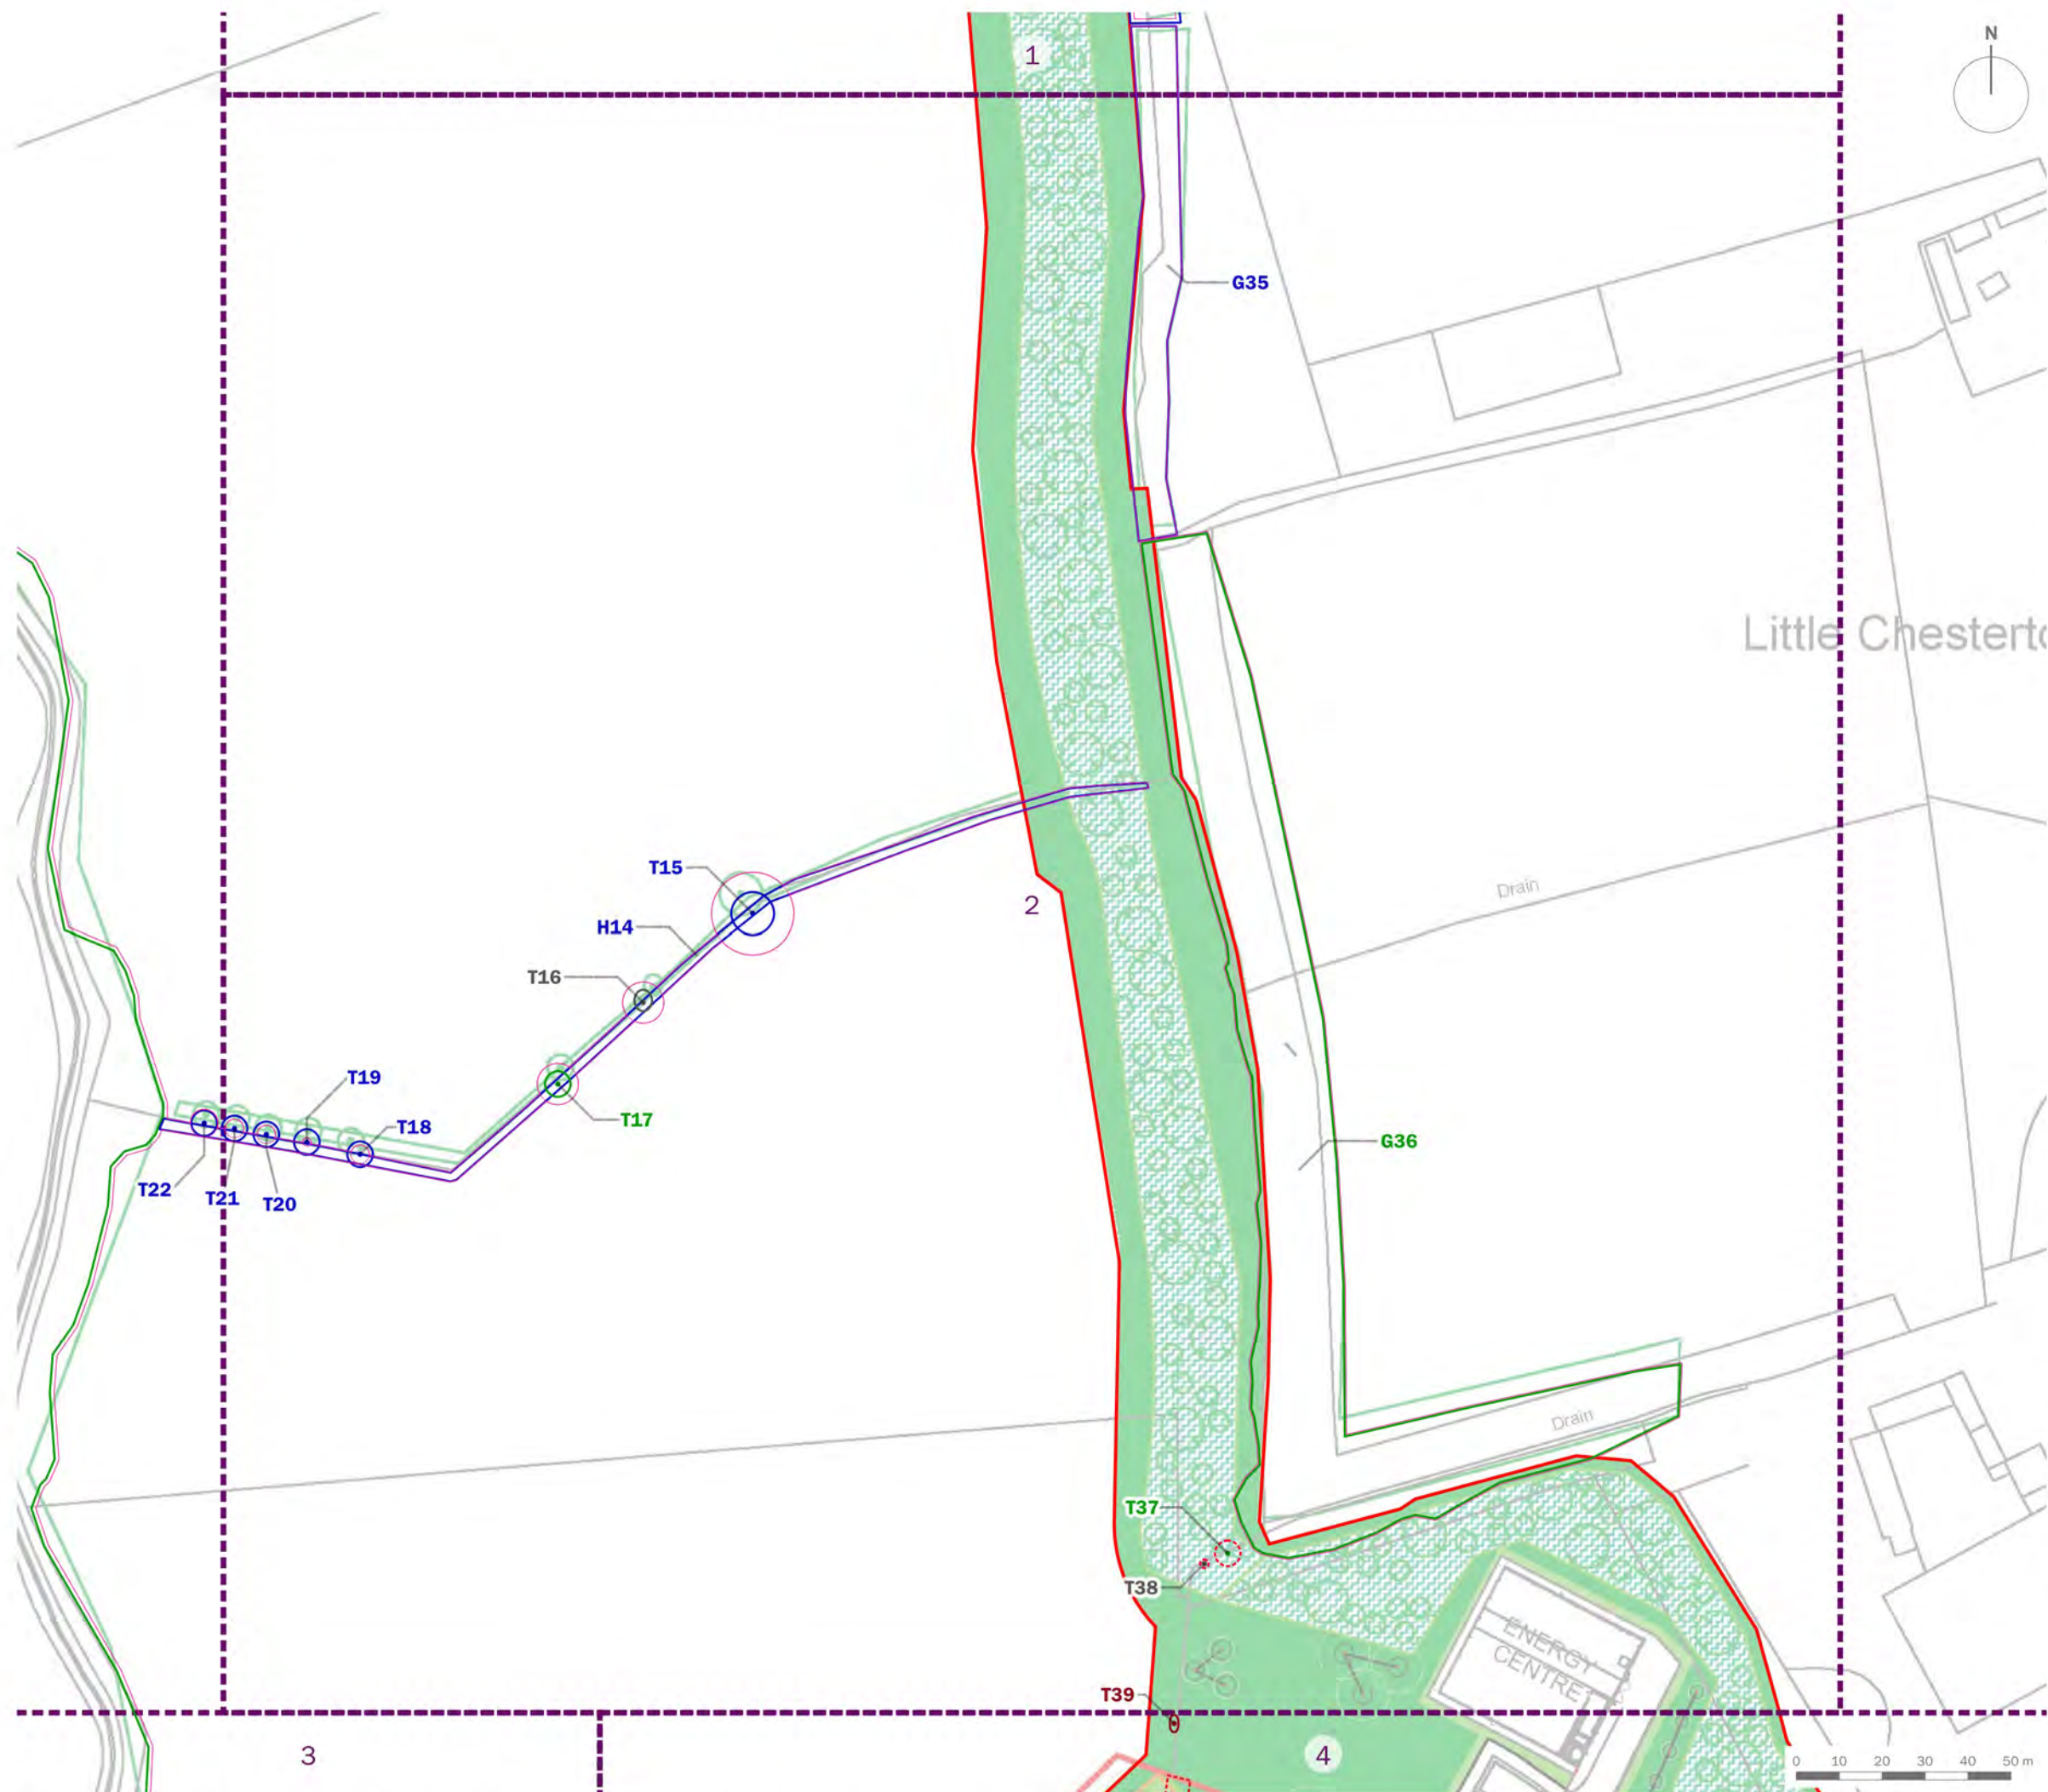 1
N
G35
Little Chesterto
T15
2
Drain
H14
T16
T19
T17
T18
G36
T22
T21
T20
Drain
T37
T38
ENERGY
CENTRE
T39
3
4
0 10 20 30 40 50 m